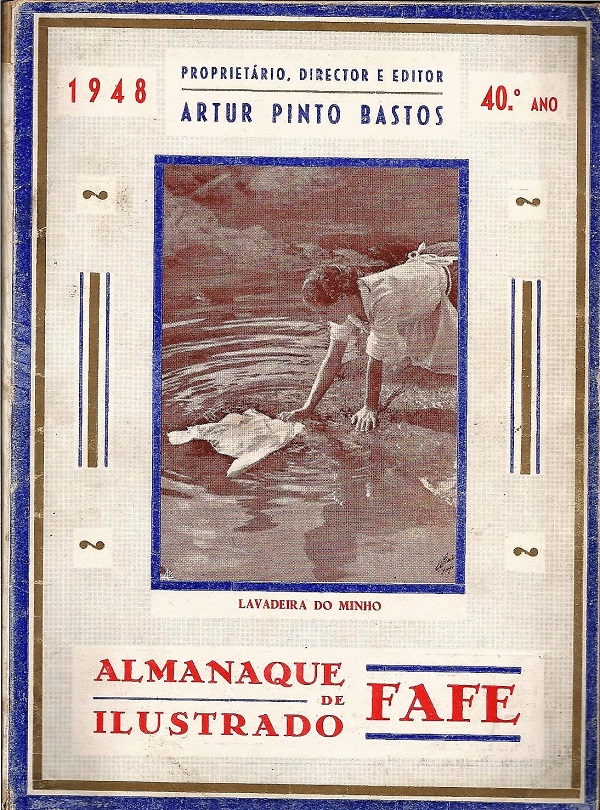 1948
PROPRIETÁRIO, DIRECTOR E EDITOR
ARTUR PINTO BASTOS
40.º ANO
LAVADEIRA DO MINHO
ALMANAQUE
DE
ILUSTRADO
FAFE